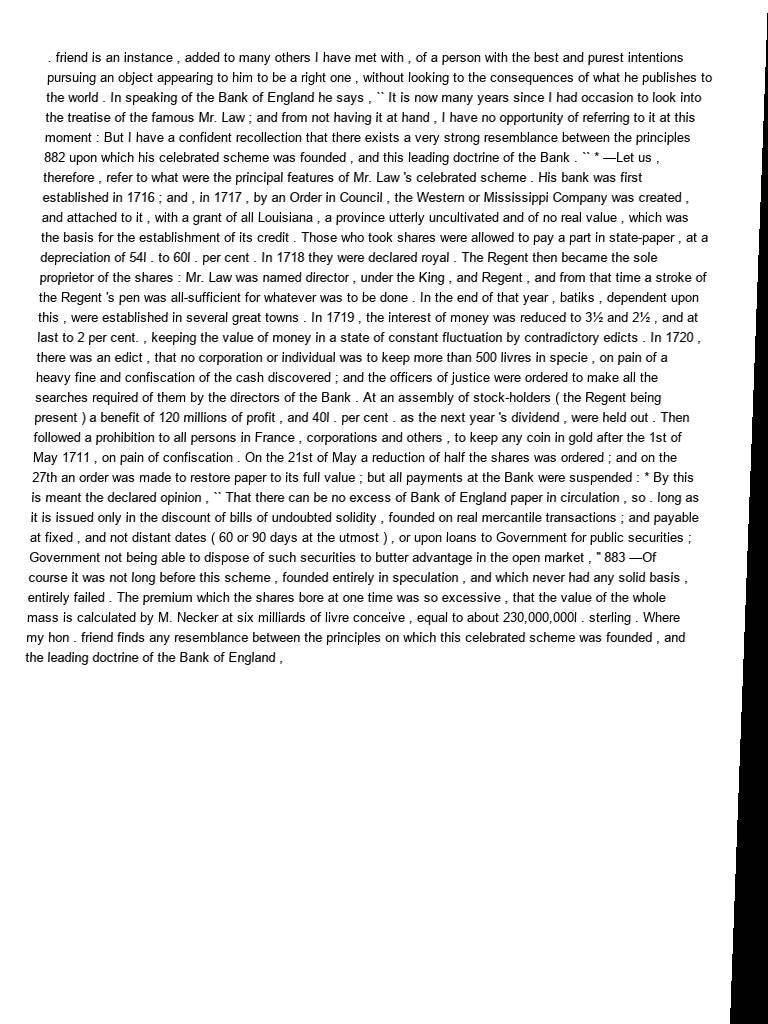 . friend is an instance , added to many others I have met with , of a person with the best and purest intentions
pursuing an object appearing to him to be a right one , without looking to the consequences of what he publishes to
the world . In speaking of the Bank of England he says , `` It is now many years since I had occasion to look into
the treatise of the famous Mr. Law ; and from not having it at hand , I have no opportunity of referring to it at this
moment : But I have a confident recollection that there exists a very strong resemblance between the principles
882 upon which his celebrated scheme was founded , and this leading doctrine of the Bank . `` * —Let us ,
therefore , refer to what were the principal features of Mr. Law 's celebrated scheme . His bank was first
established in 1716 ; and , in 1717 , by an Order in Council , the Western or Mississippi Company was created ,
and attached to it , with a grant of all Louisiana , a province utterly uncultivated and of no real value , which was
the basis for the establishment of its credit . Those who took shares were allowed to pay a part in state-paper , at a
depreciation of 54l . to 60l . per cent . In 1718 they were declared royal . The Regent then became the sole
proprietor of the shares : Mr. Law was named director , under the King , and Regent , and from that time a stroke of
the Regent 's pen was all-sufficient for whatever was to be done . In the end of that year , batiks , dependent upon
this , were established in several great towns . In 1719 , the interest of money was reduced to 3½ and 2½ , and at
last to 2 per cent. , keeping the value of money in a state of constant fluctuation by contradictory edicts . In 1720 ,
there was an edict , that no corporation or individual was to keep more than 500 livres in specie , on pain of a
heavy fine and confiscation of the cash discovered ; and the officers of justice were ordered to make all the
searches required of them by the directors of the Bank . At an assembly of stock-holders ( the Regent being
present ) a benefit of 120 millions of profit , and 40l . per cent . as the next year 's dividend , were held out . Then
followed a prohibition to all persons in France , corporations and others , to keep any coin in gold after the 1st of
May 1711 , on pain of confiscation . On the 21st of May a reduction of half the shares was ordered ; and on the
27th an order was made to restore paper to its full value ; but all payments at the Bank were suspended : * By this
is meant the declared opinion , `` That there can be no excess of Bank of England paper in circulation , so . long as
it is issued only in the discount of bills of undoubted solidity , founded on real mercantile transactions ; and payable
at fixed , and not distant dates ( 60 or 90 days at the utmost ) , or upon loans to Government for public securities ;
Government not being able to dispose of such securities to butter advantage in the open market , " 883 —Of
course it was not long before this scheme , founded entirely in speculation , and which never had any solid basis ,
entirely failed . The premium which the shares bore at one time was so excessive , that the value of the whole
mass is calculated by M. Necker at six milliards of livre conceive , equal to about 230,000,000l . sterling . Where
my hon . friend finds any resemblance between the principles on which this celebrated scheme was founded , and
the leading doctrine of the Bank of England ,